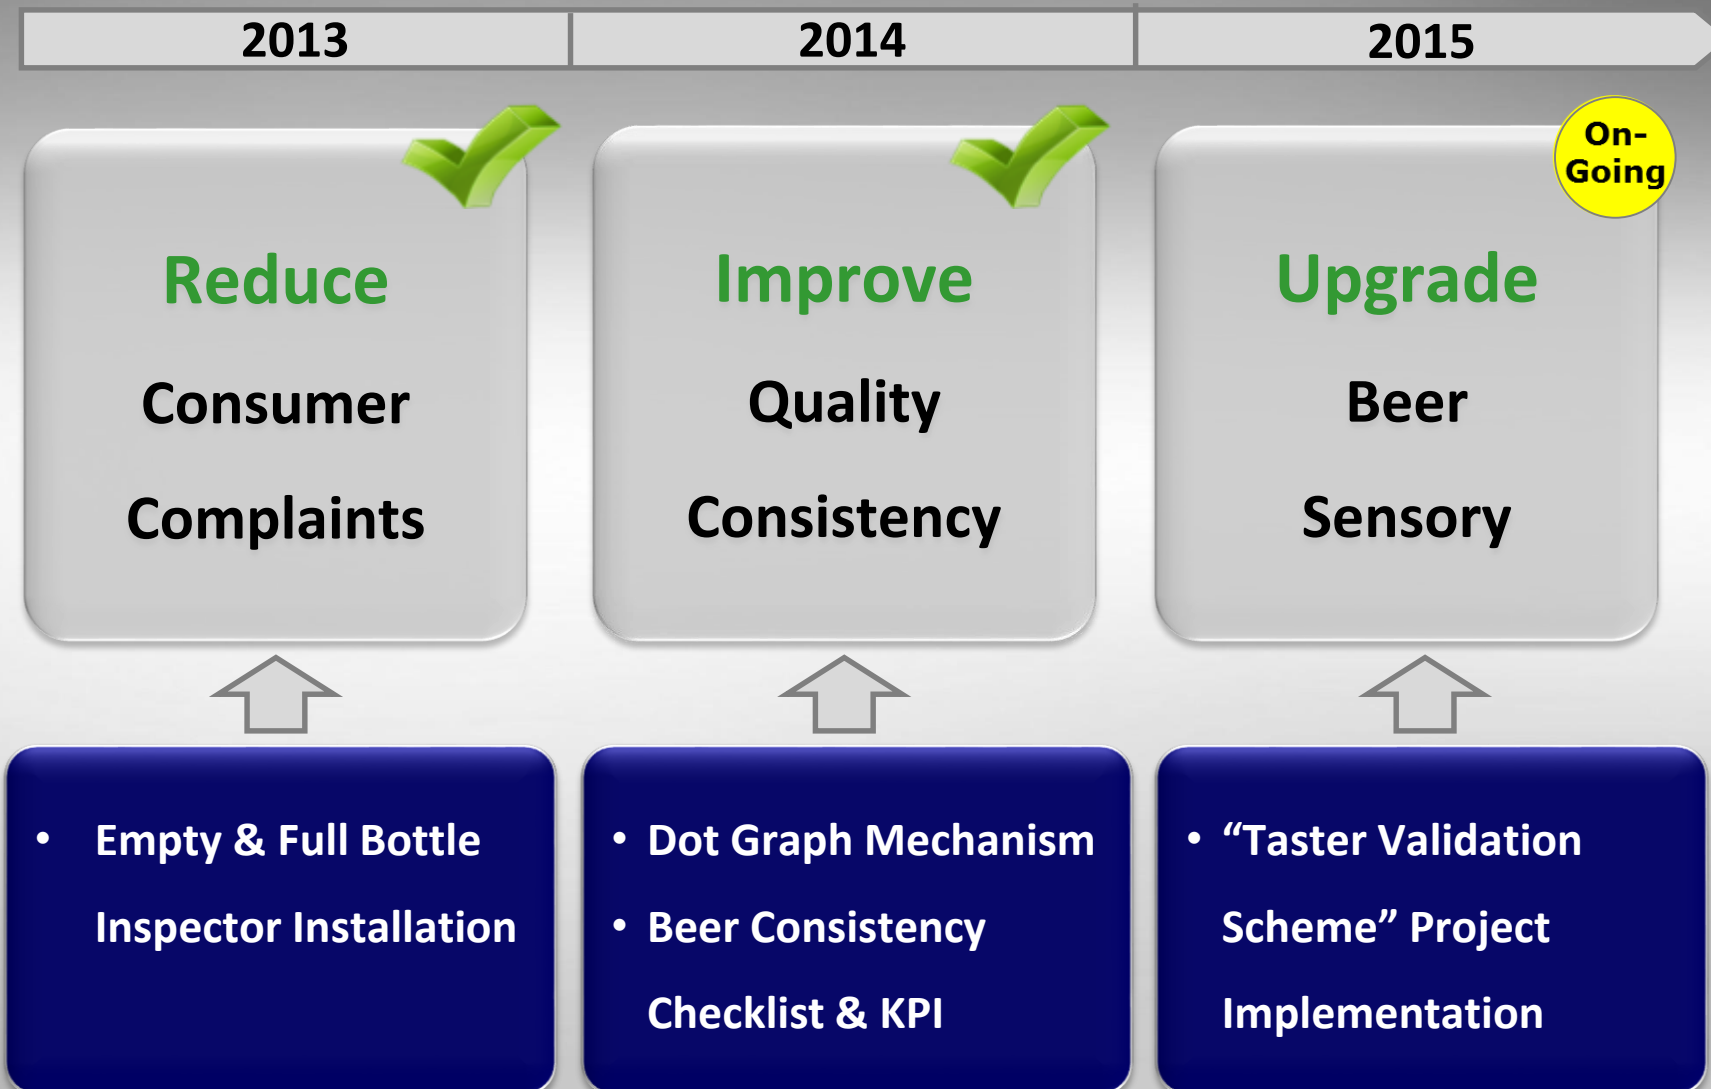 2013
2014
2015
On-
Going
Reduce
Consumer
Complaints
Improve
Quality
Consistency
Upgrade
Beer
Sensory
• Empty & Full Bottle
Inspector Installation
• Dot Graph Mechanism
• Beer Consistency
Checklist & KPI
• “Taster Validation
Scheme” Project
Implementation